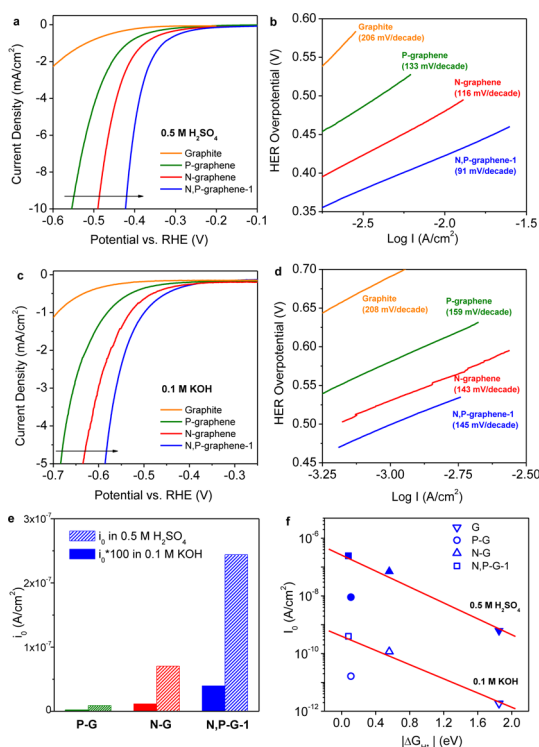 a
0
-2
-4
-6
-8
-10
Current Density (mA/cm²)
0.5 M H₂SO₄
Graphite
P-graphene
N-graphene
N,P-graphene-1
-0.6 -0.5 -0.4 -0.3 -0.2 -0.1
Potential vs. RHE (V)
b
0.60
0.55
0.50
0.45
0.40
0.35
HER Overpotential (V)
Graphite
(206 mV/decade)
P-graphene
(133 mV/decade)
N-graphene
(116 mV/decade)
N,P-graphene-1
(91 mV/decade)
-2.5 -2.0 -1.5
Log I (A/cm²)
c
0
-1
-2
-3
-4
-5
Current Density (mA/cm²)
0.1 M KOH
Graphite
P-graphene
N-graphene
N,P-graphene-1
-0.7 -0.6 -0.5 -0.4 -0.3
Potential vs. RHE (V)
d
0.70
0.65
0.60
0.55
0.50
0.45
HER Overpotential (V)
Graphite
(208 mV/decade)
P-graphene
(159 mV/decade)
N-graphene
(143 mV/decade)
N,P-graphene-1
(145 mV/decade)
-3.25 -3.00 -2.75 -2.50
Log I (A/cm²)
e
3x10⁻⁷
2x10⁻⁷
1x10⁻⁷
0
i₀ (A/cm²)
i₀ in 0.5 M H₂SO₄
i₀*100 in 0.1 M KOH
P-G N-G N,P-G-1
f
10⁻⁶
10⁻⁸
10⁻¹⁰
10⁻¹²
I₀ (A/cm²)
G
P-G
N-G
N,P-G-1
0.5 M H₂SO₄
0.1 M KOH
0.0 0.5 1.0 1.5 2.0
|ΔG_H*| (eV)